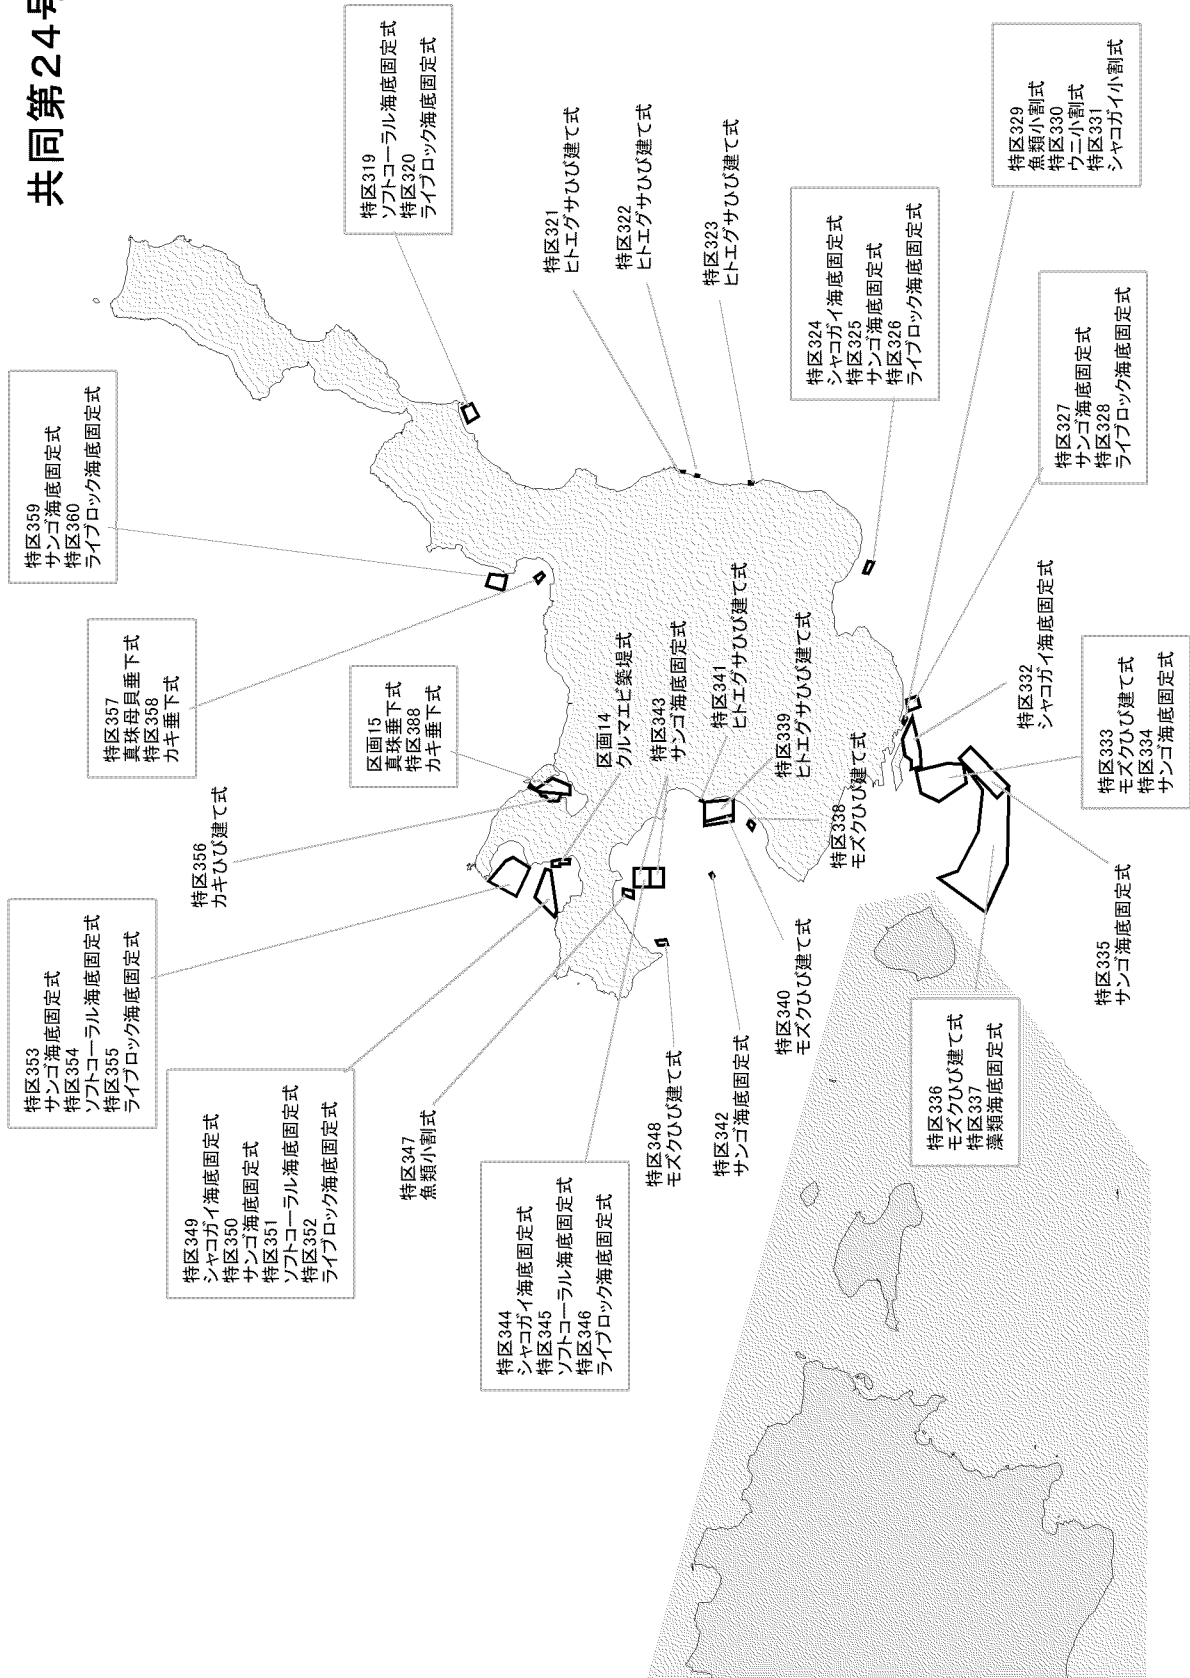 共同第24号
特区319
ソフトコーラル海底固定式
特区320
ライブロック海底固定式
特区321
ヒトエグサひび建て式
特区322
ヒトエグサひび建て式
特区323
ヒトエグサひび建て式
特区324
シャコガイ海底固定式
特区325
サンゴ海底固定式
特区326
ライブロック海底固定式
特区329
魚類小割式
特区330
ウニ小割式
特区331
シャコガイ小割式
特区327
サンゴ海底固定式
特区328
ライブロック海底固定式
特区359
サンゴ海底固定式
特区360
ライブロック海底固定式
特区357
真珠母貝垂下式
特区358
カキ垂下式
区画15
真珠垂下式
特区388
カキ垂下式
区画14
クルマエビ築堤式
特区343
サンゴ海底固定式
特区341
ヒトエグサひび建て式
特区339
ヒトエグサひび建て式
特区338
モズクひび建て式
特区332
シャコガイ海底固定式
特区333
モズクひび建て式
特区334
サンゴ海底固定式
特区356
カキひび建て式
特区353
サンゴ海底固定式
特区354
ソフトコーラル海底固定式
特区355
ライブロック海底固定式
特区349
シャコガイ海底固定式
特区350
サンゴ海底固定式
特区351
ソフトコーラル海底固定式
特区352
ライブロック海底固定式
特区347
魚類小割式
特区344
シャコガイ海底固定式
特区345
ソフトコーラル海底固定式
特区346
ライブロック海底固定式
特区348
モズクひび建て式
特区342
サンゴ海底固定式
特区340
モズクひび建て式
特区336
モズクひび建て式
特区337
藻類海底固定式
特区335
サンゴ海底固定式